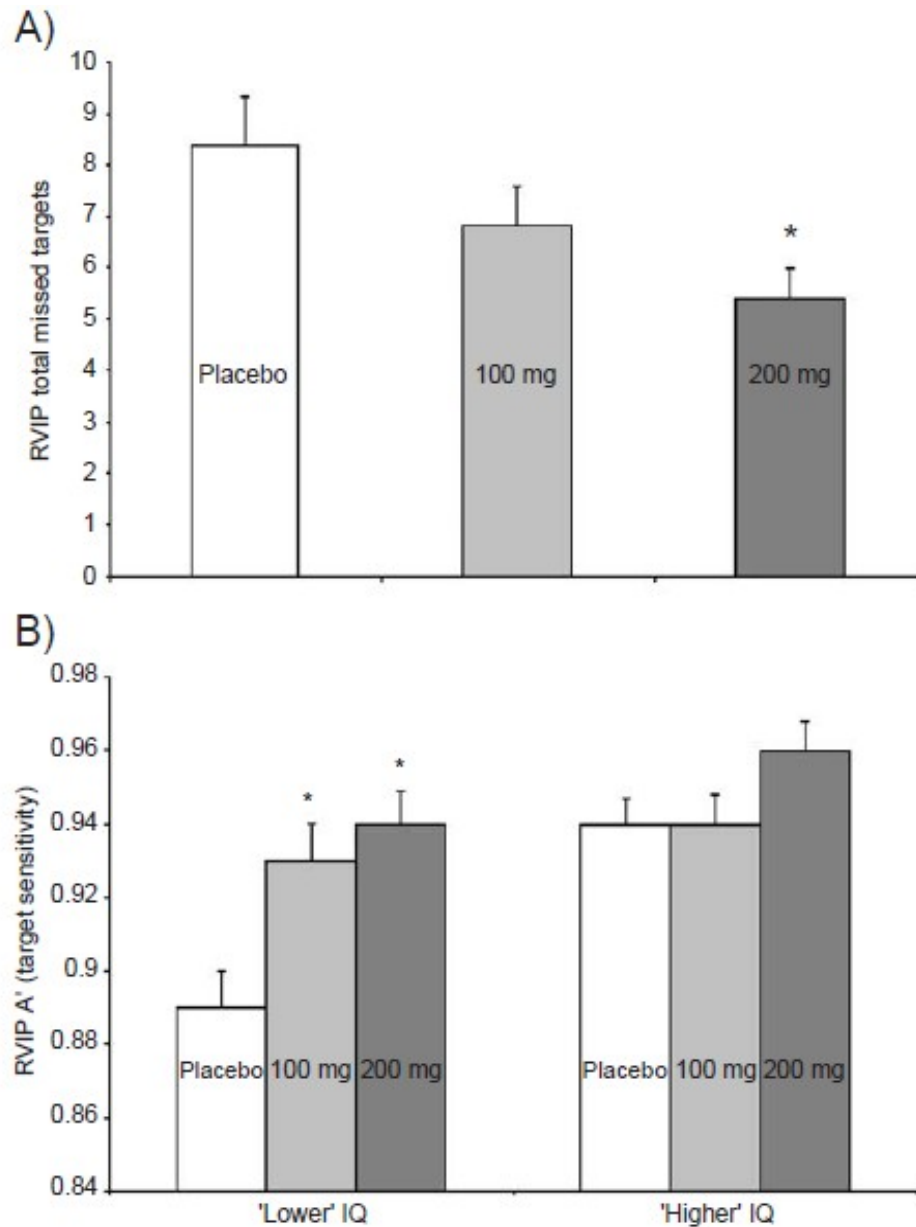 A)
RVIP total missed targets
10
9
8
7
6
5
4
3
2
1
0
*
Placebo
100 mg
200 mg
B)
RVIP A' (target sensitivity)
0.98
0.96
0.94
0.92
0.9
0.88
0.86
0.84
*
*
Placebo
100 mg
200 mg
Placebo
100 mg
200 mg
'Lower' IQ
'Higher' IQ